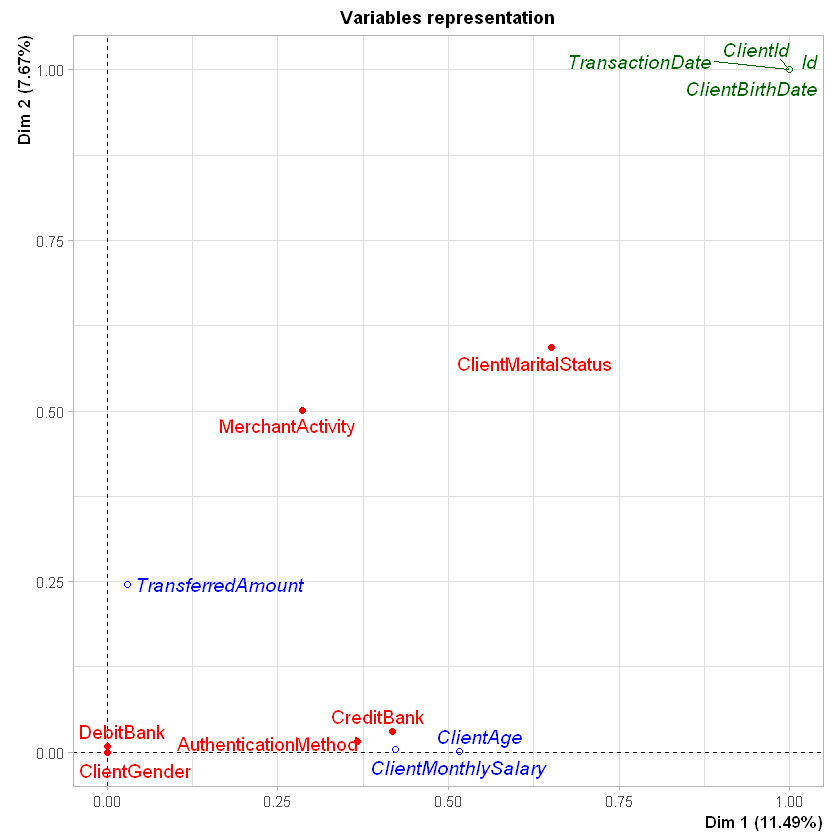 Variables representation
Dim 2 (7.67%)
1.00
0.75
0.50
0.25
0.00
ClientId
TransactionDate
Id
ClientBirthDate
ClientMaritalStatus
MerchantActivity
TransferredAmount
CreditBank
DebitBank
ClientAge
AuthenticationMethod
ClientMonthlySalary
ClientGender
0.00
0.25
0.50
0.75
1.00
Dim 1 (11.49%)